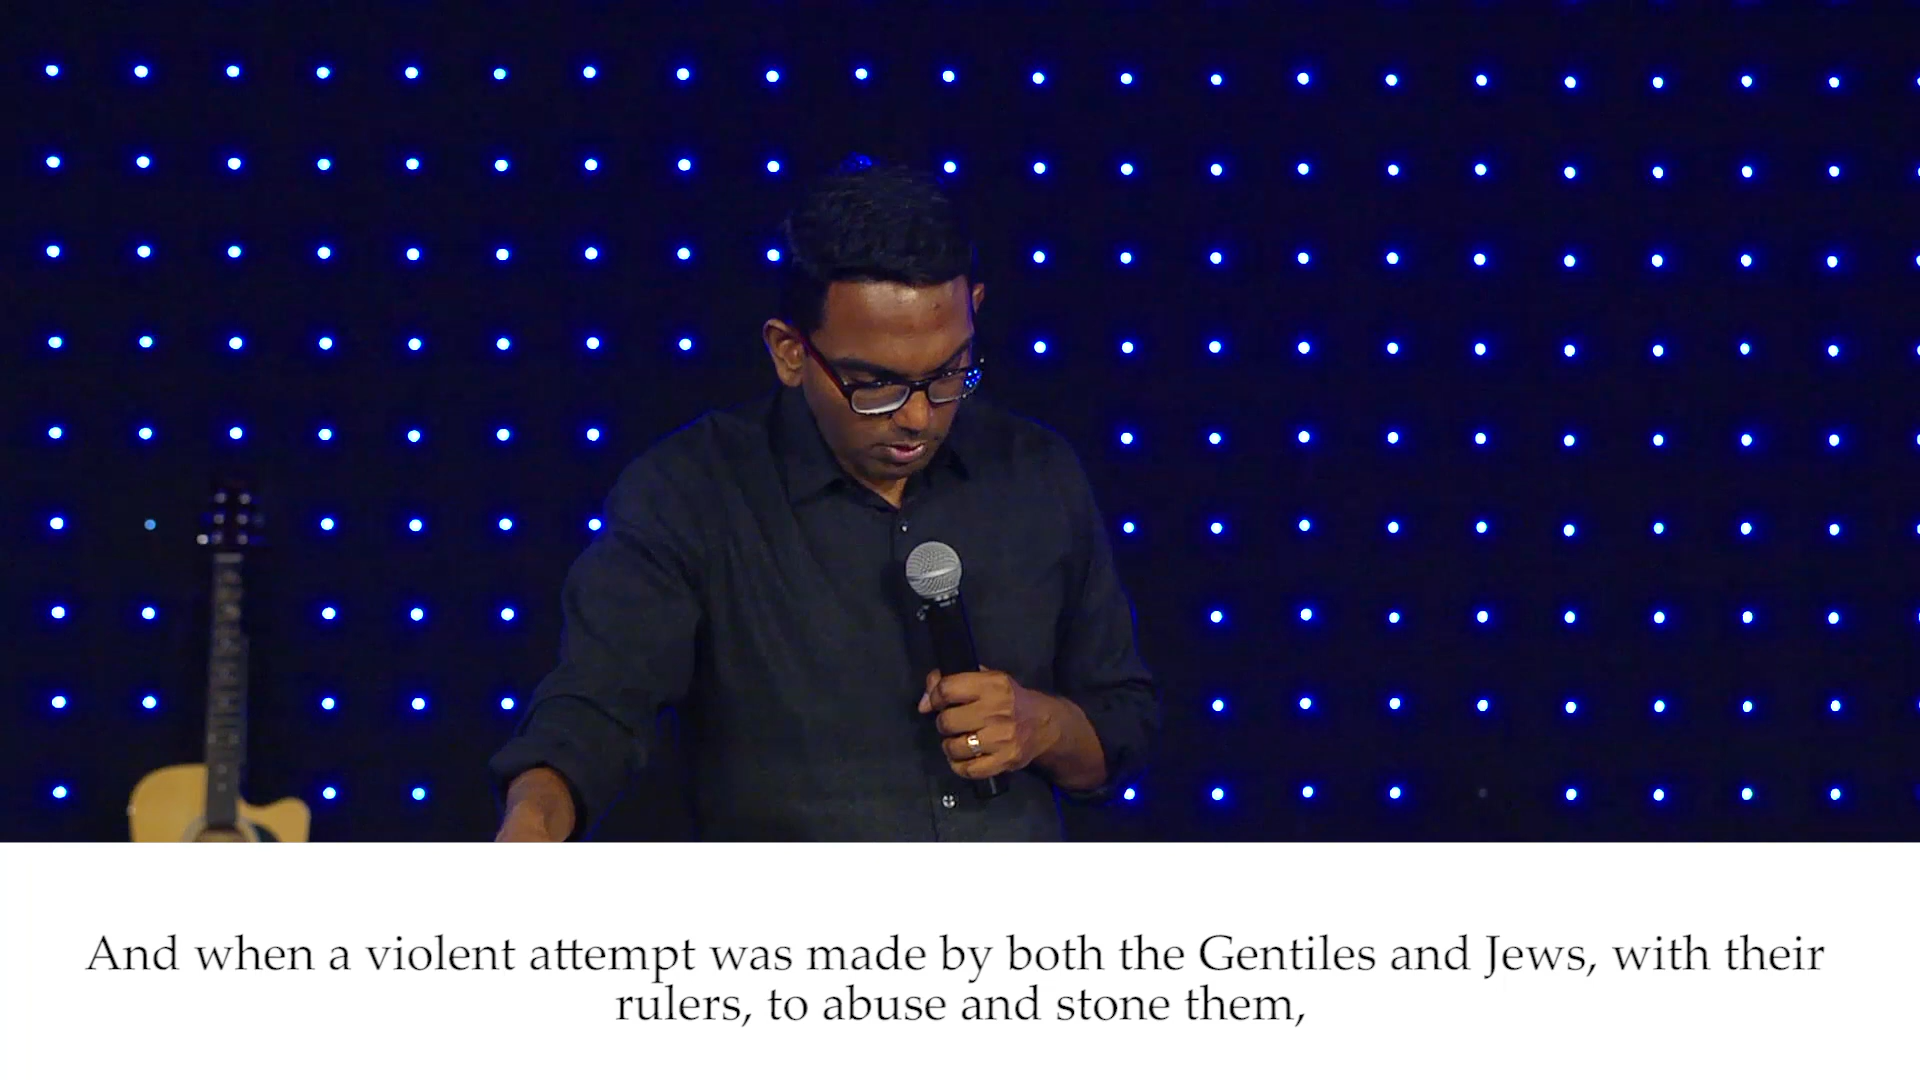 And when a violent attempt was made by both the Gentiles and Jews, with their
rulers, to abuse and stone them,